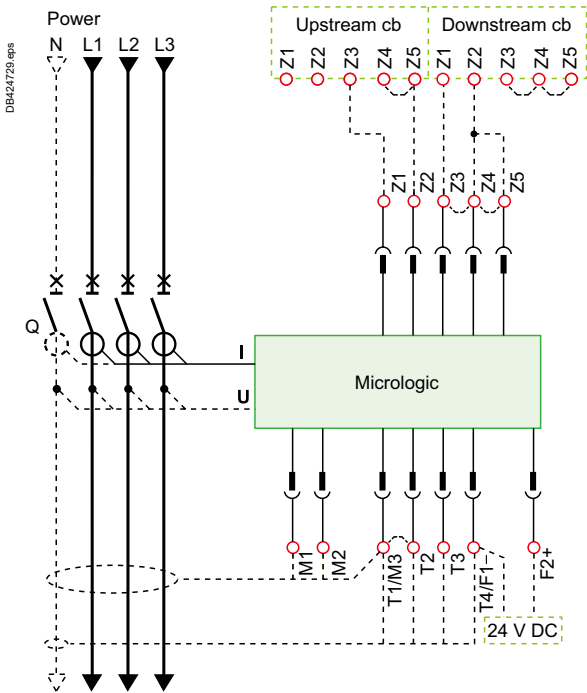 Power
N L1 L2 L3
DB424729.eps
Upstream cb
Downstream cb
Z1 Z2 Z3 Z4 Z5
Z1 Z2 Z3 Z4 Z5
Z1 Z2 Z3 Z4 Z5
Q
I
U
Micrologic
M1 M2 T1/M3 T2 T3 T4/F1– F2+
24 V DC